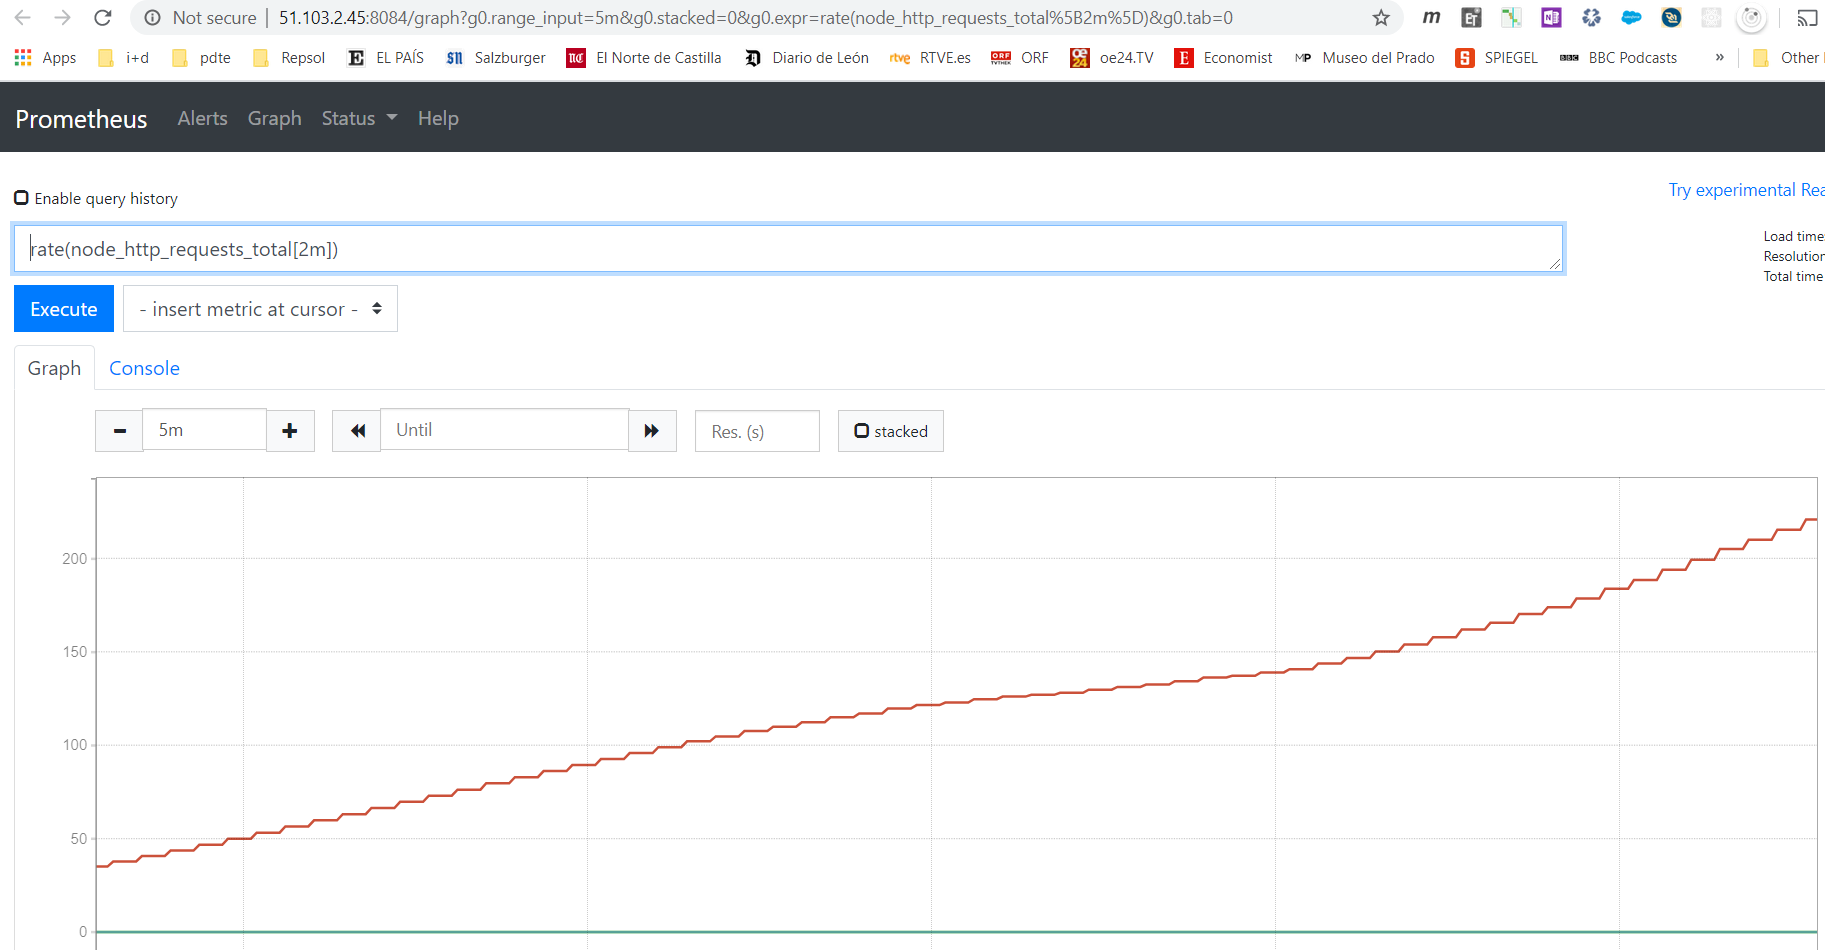 Not secure | 51.103.2.45:8084/graph?g0.range_input=5m&g0.stacked=0&g0.expr=rate(node_http_requests_total%5B2m%5D)&g0.tab=0
Apps i+d pdte Repsol EL PAÍS Salzburger El Norte de Castilla Diario de León RTVE.es ORF oe24.TV Economist Museo del Prado SPIEGEL BBC Podcasts » Other
Prometheus Alerts Graph Status Help
Enable query history
Try experimental Rea
rate(node_http_requests_total[2m])
Load time:
Resolution
Total time
Execute
- insert metric at cursor -
Graph Console
5m Until Res. (s) stacked
200
150
100
50
0